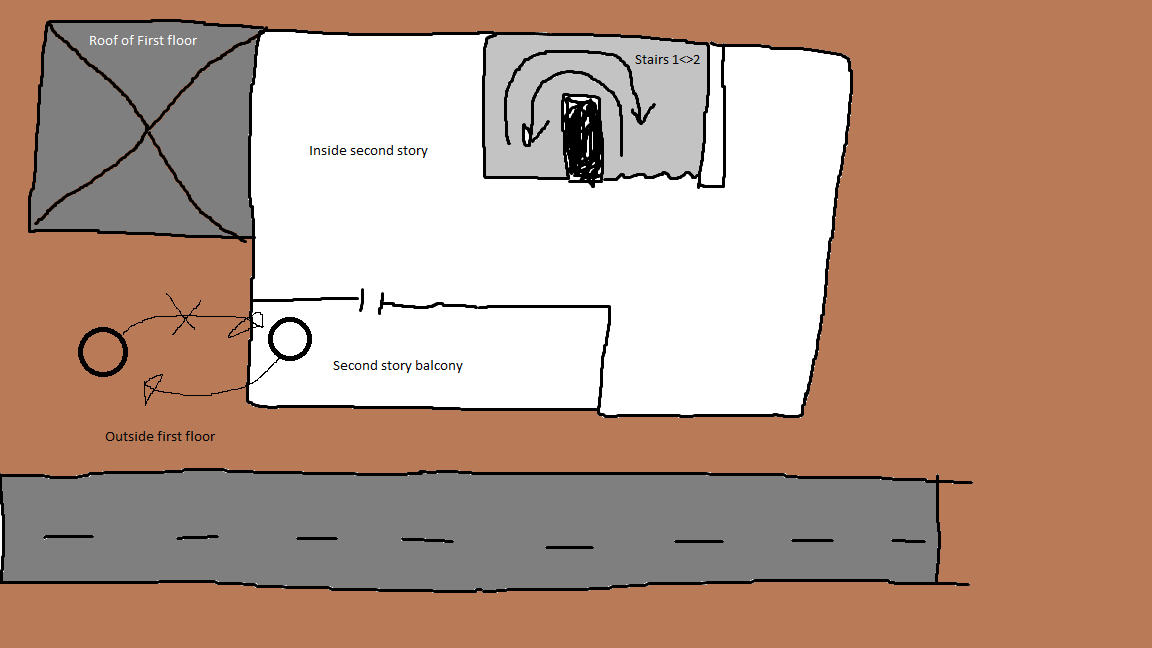 Roof of First floor
Stairs 1<>2
Inside second story
Second story balcony
Outside first floor